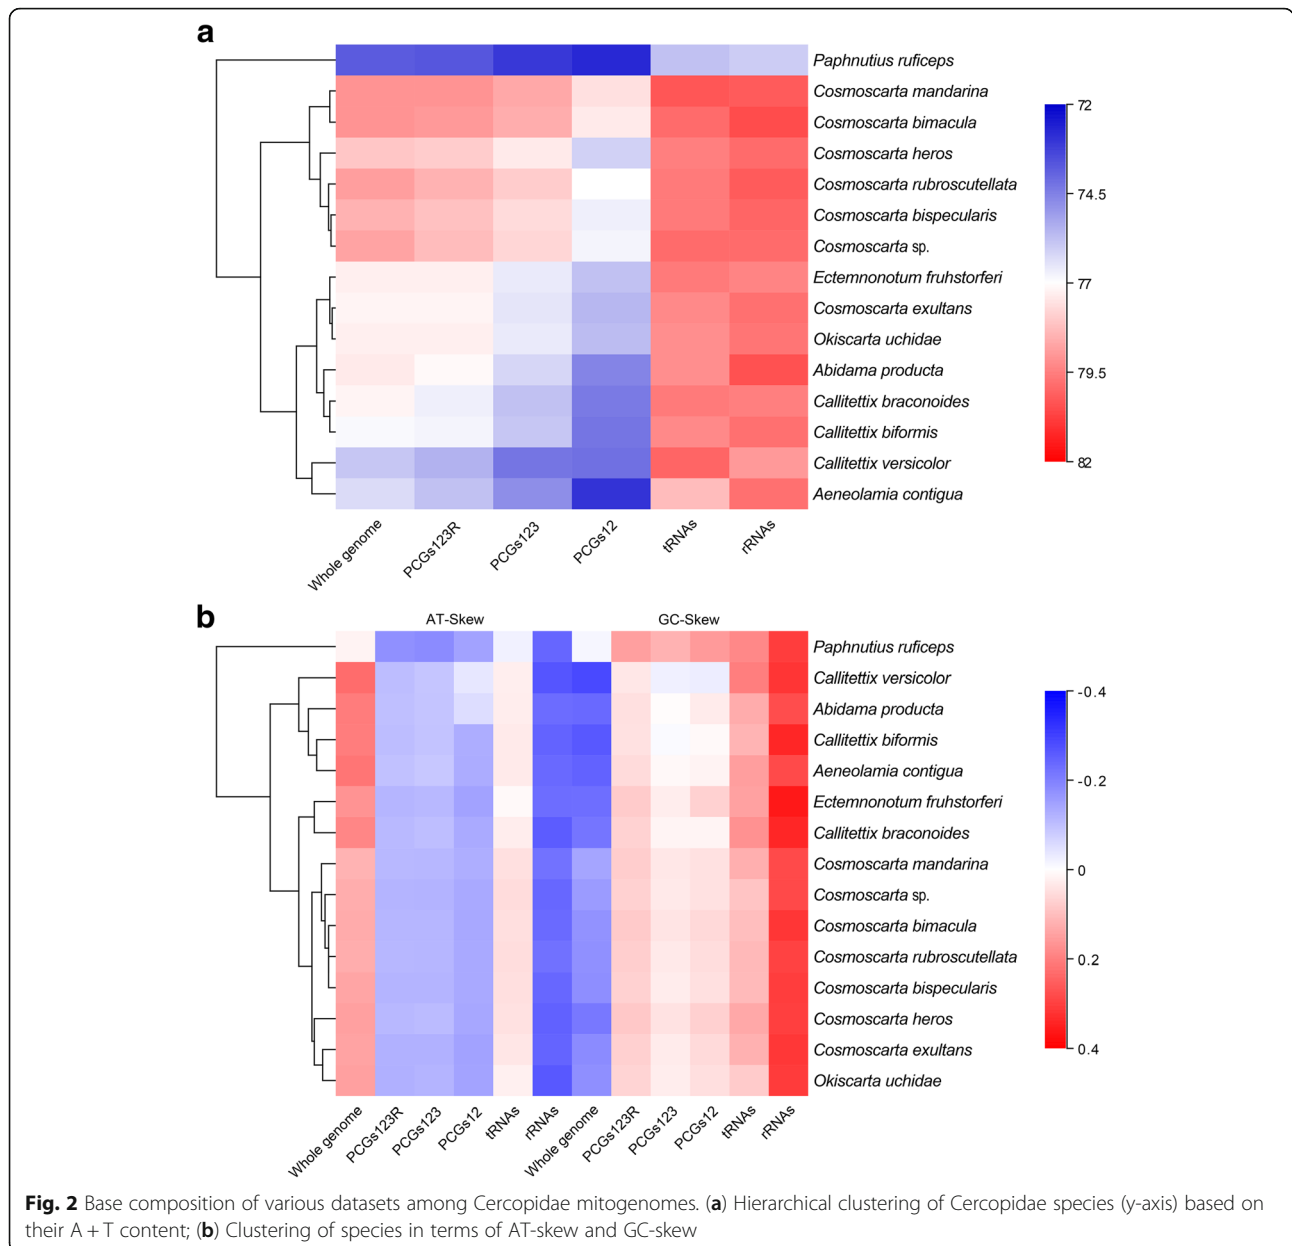 a
Paphnutius ruficeps
Cosmoscarta mandarina
Cosmoscarta bimacula
Cosmoscarta heros
Cosmoscarta rubroscutellata
Cosmoscarta bispecularis
Cosmoscarta sp.
Ectemnonotum fruhstorferi
Cosmoscarta exultans
Okiscarta uchidae
Abidama producta
Callitettix braconoides
Callitettix biformis
Callitettix versicolor
Aeneolamia contigua
72
74.5
77
79.5
82
Whole genome
PCGs123R
PCGs123
PCGs12
tRNAs
rRNAs
b
AT-Skew
GC-Skew
Paphnutius ruficeps
Callitettix versicolor
Abidama producta
Callitettix biformis
Aeneolamia contigua
Ectemnonotum fruhstorferi
Callitettix braconoides
Cosmoscarta mandarina
Cosmoscarta sp.
Cosmoscarta bimacula
Cosmoscarta rubroscutellata
Cosmoscarta bispecularis
Cosmoscarta heros
Cosmoscarta exultans
Okiscarta uchidae
-0.4
-0.2
0
0.2
0.4
Whole genome
PCGs123R
PCGs123
PCGs12
tRNAs
rRNAs
Whole genome
PCGs123R
PCGs123
PCGs12
tRNAs
rRNAs
Fig. 2 Base composition of various datasets among Cercopidae mitogenomes. (a) Hierarchical clustering of Cercopidae species (y-axis) based on
their A + T content; (b) Clustering of species in terms of AT-skew and GC-skew